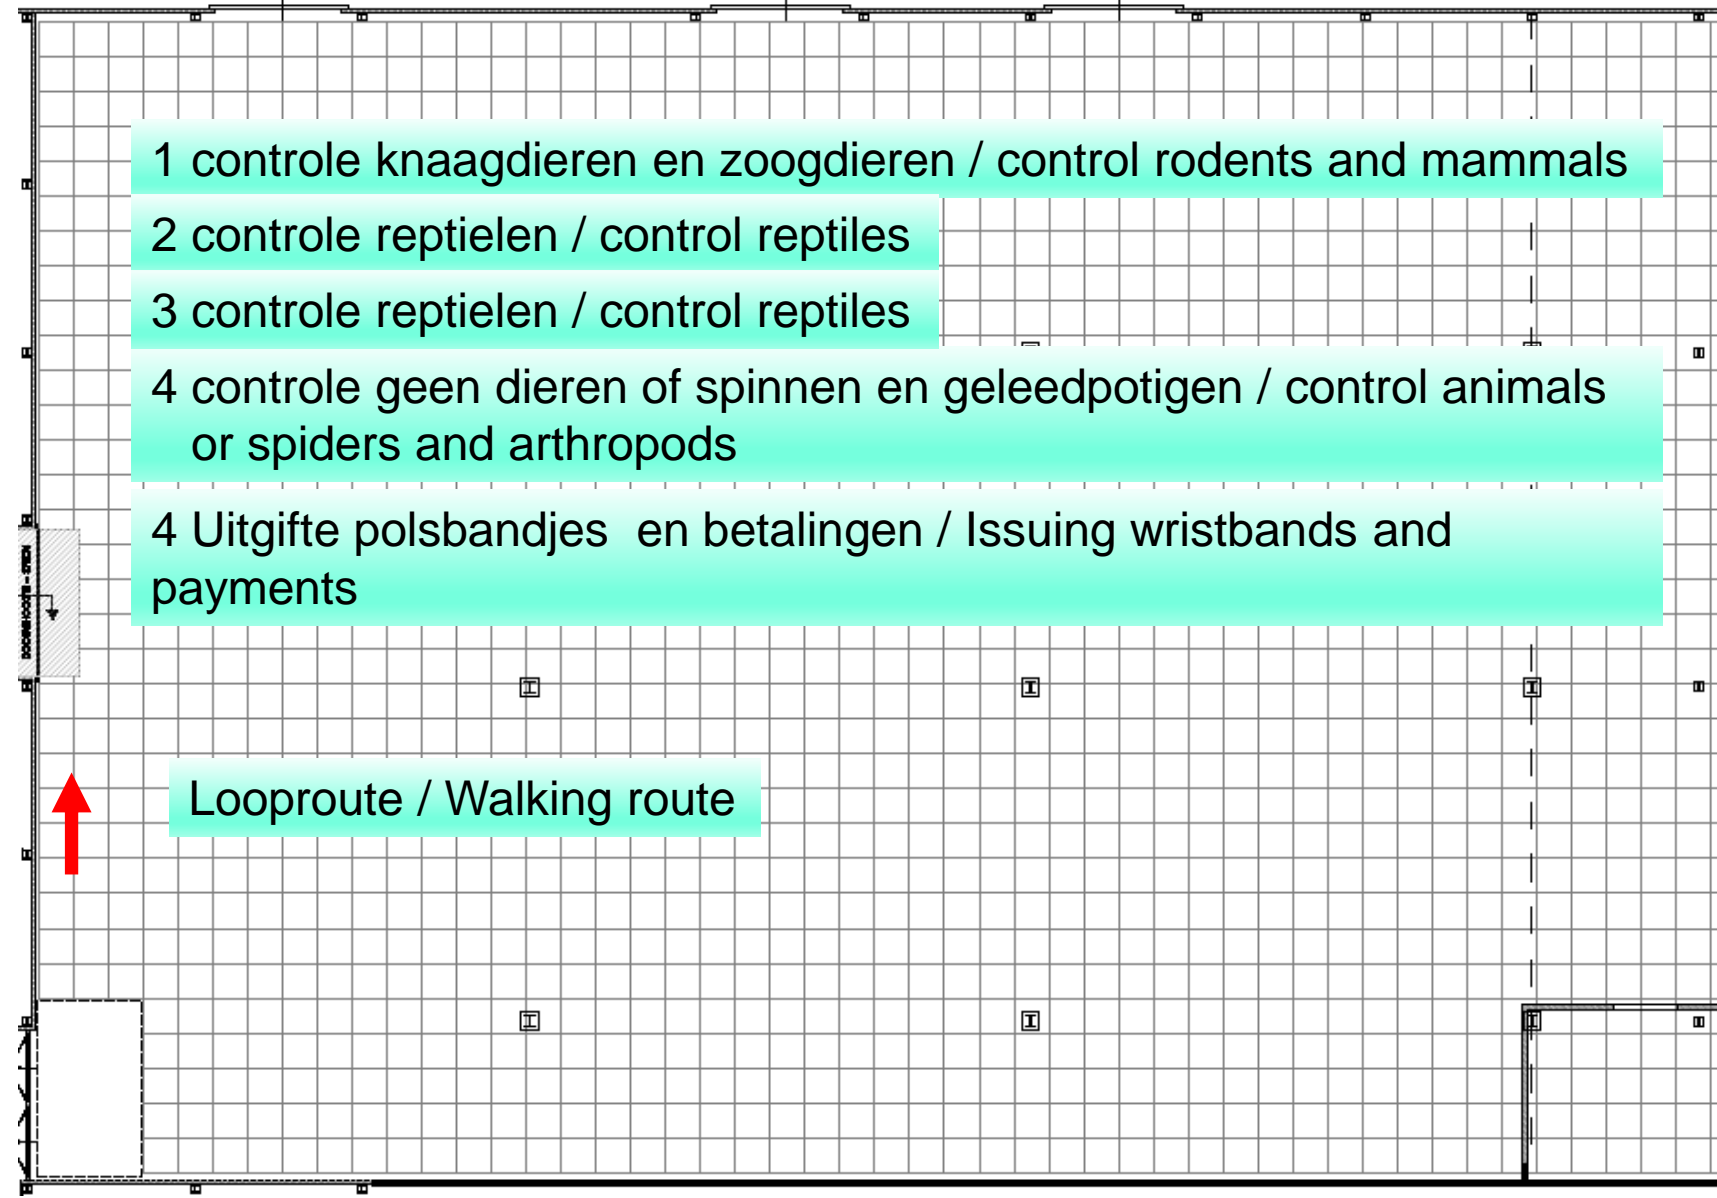 1 controle knaagdieren en zoogdieren / control rodents and mammals
2 controle reptielen / control reptiles
3 controle reptielen / control reptiles
4 controle geen dieren of spinnen en geleedpotigen / control animals
or spiders and arthropods
4 Uitgifte polsbandjes en betalingen / Issuing wristbands and
payments
Looproute / Walking route